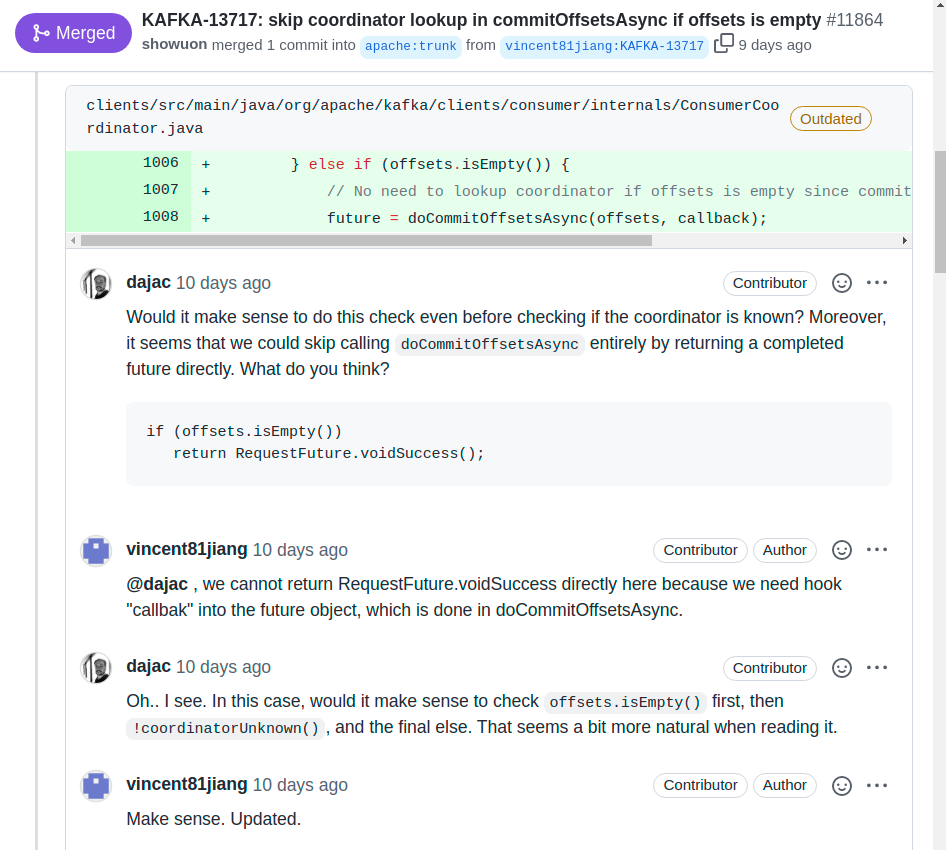 Merged
KAFKA-13717: skip coordinator lookup in commitOffsetsAsync if offsets is empty #11864
showuon merged 1 commit into apache:trunk from vincent81jiang:KAFKA-13717 9 days ago
clients/src/main/java/org/apache/kafka/clients/consumer/internals/ConsumerCoo
rdinator.java
Outdated
1006 + } else if (offsets.isEmpty()) {
1007 + // No need to lookup coordinator if offsets is empty since commit
1008 + future = doCommitOffsetsAsync(offsets, callback);
dajac 10 days ago Contributor
Would it make sense to do this check even before checking if the coordinator is known? Moreover,
it seems that we could skip calling doCommitOffsetsAsync entirely by returning a completed
future directly. What do you think?
if (offsets.isEmpty())
return RequestFuture.voidSuccess();
vincent81jiang 10 days ago Contributor Author
@dajac , we cannot return RequestFuture.voidSuccess directly here because we need hook
"callbak" into the future object, which is done in doCommitOffsetsAsync.
dajac 10 days ago Contributor
Oh.. I see. In this case, would it make sense to check offsets.isEmpty() first, then
!coordinatorUnknown() , and the final else. That seems a bit more natural when reading it.
vincent81jiang 10 days ago Contributor Author
Make sense. Updated.